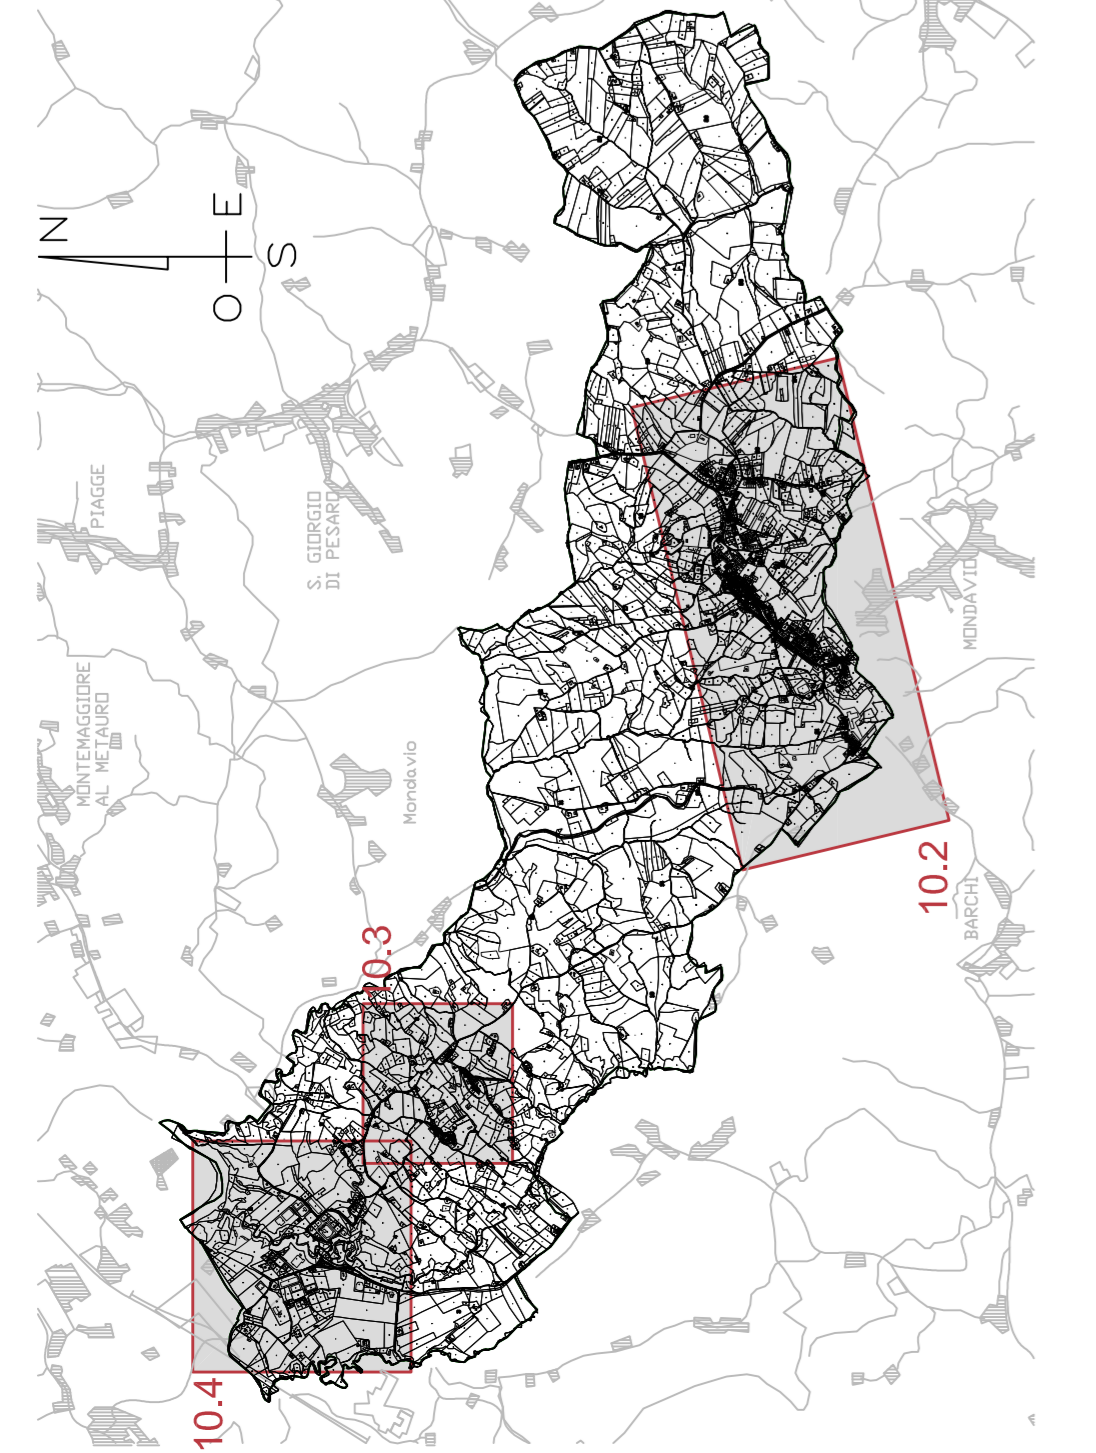 N
O
E
S
PIAGGE
S. GIORGIO
DI PESARO
MONTEMAGGIORE
AL METAURO
Mondavio
MONDAVIO
BARCHI
10.2
10.3
10.4